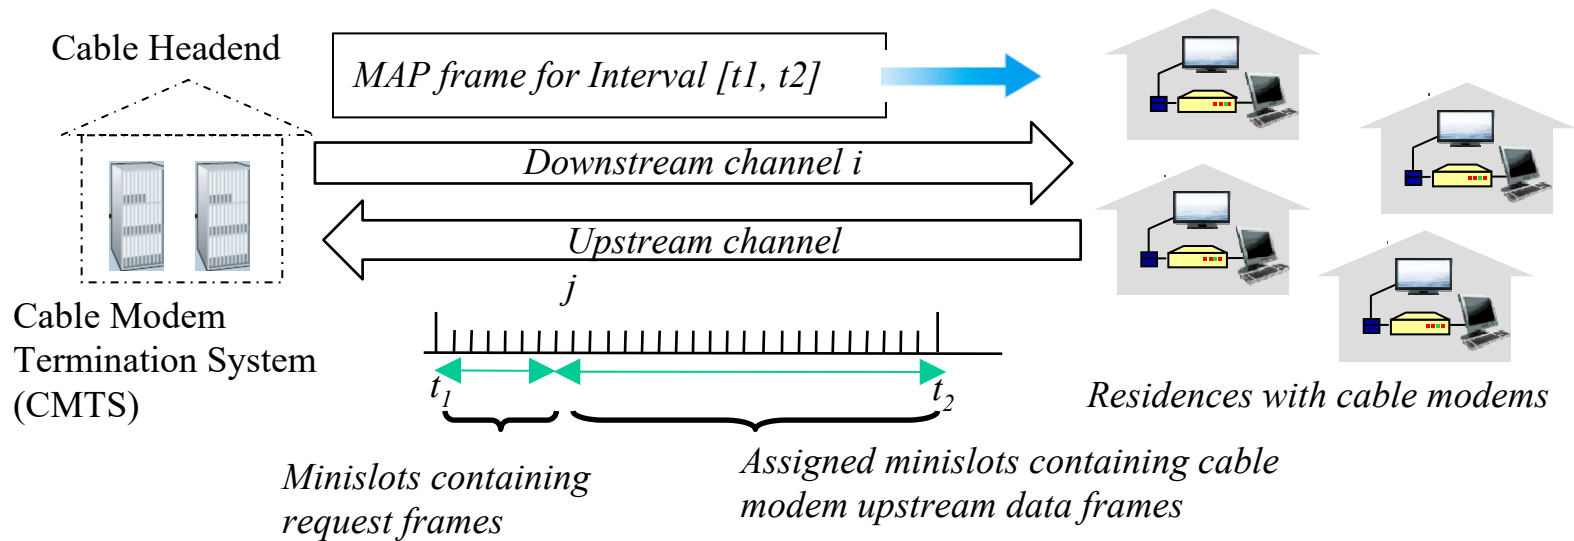 Cable Headend
MAP frame for Interval [t1, t2]
Downstream channel i
Upstream channel
j
Cable Modem
Termination System
(CMTS)
t1
t2
Residences with cable modems
Minislots containing
request frames
Assigned minislots containing cable
modem upstream data frames